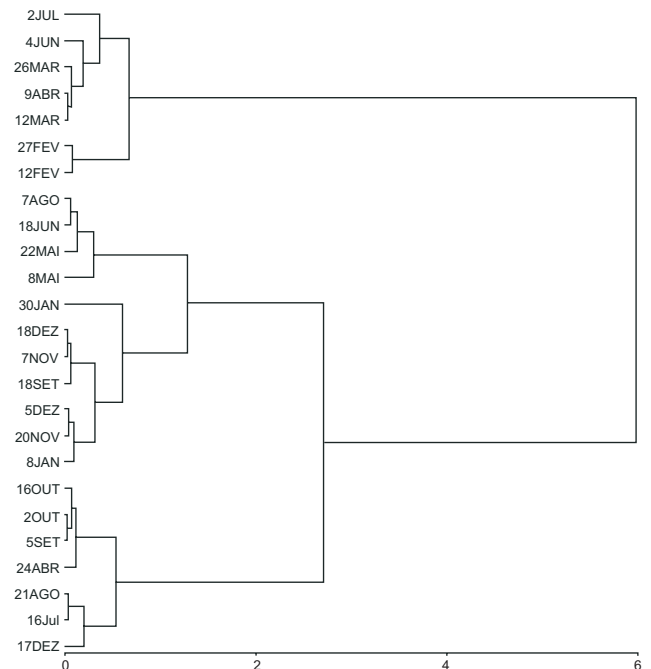 2JUL
4JUN
26MAR
9ABR
12MAR
27FEV
12FEV
7AGO
18JUN
22MAI
8MAI
30JAN
18DEZ
7NOV
18SET
5DEZ
20NOV
8JAN
16OUT
2OUT
5SET
24ABR
21AGO
16Jul
17DEZ
0 2 4 6